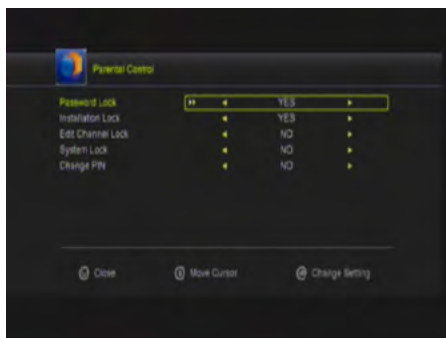 Parental Control
Password Lock YES
Installation Lock YES
Edit Channel Lock NO
System Lock NO
Change PIN NO
Close Move Cursor Change Setting